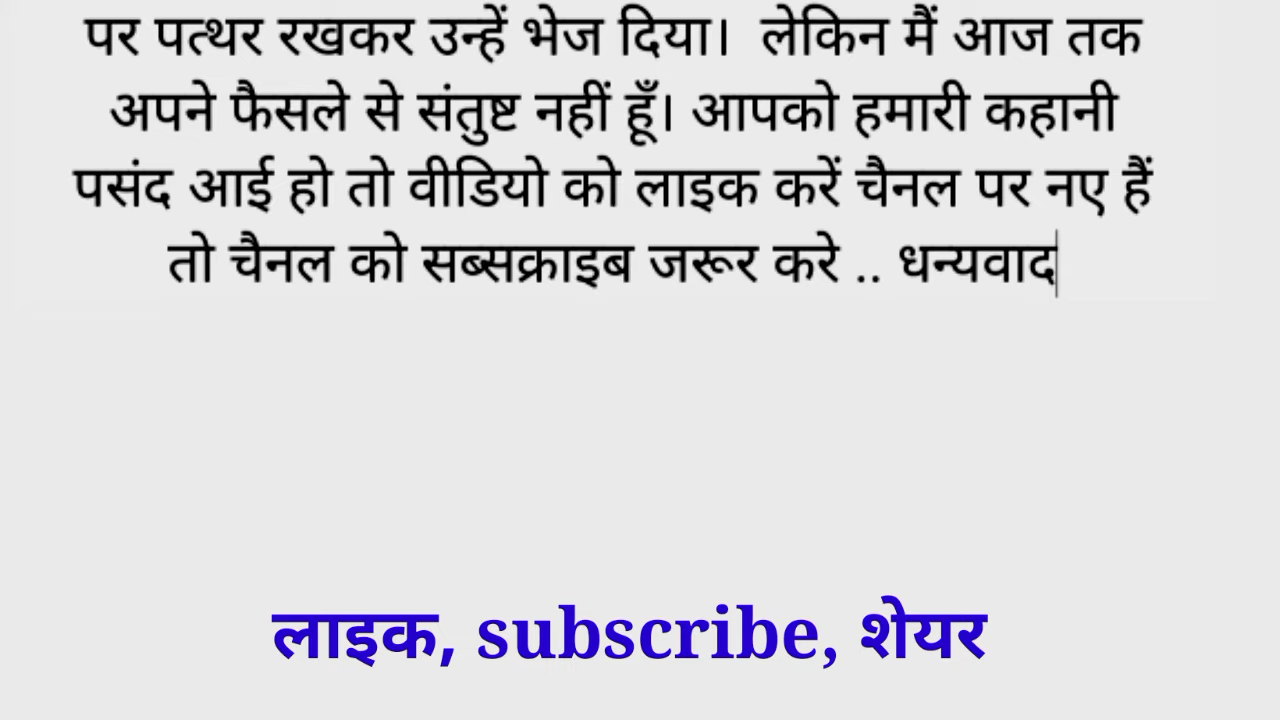 पर पत्थर रखकर उन्हें भेज दिया। लेकिन मैं आज तक
अपने फैसले से संतुष्ट नहीं हूँ। आपको हमारी कहानी
पसंद आई हो तो वीडियो को लाइक करें चैनल पर नए हैं
तो चैनल को सब्सक्राइब जरूर करे .. धन्यवाद
लाइक, subscribe, शेयर